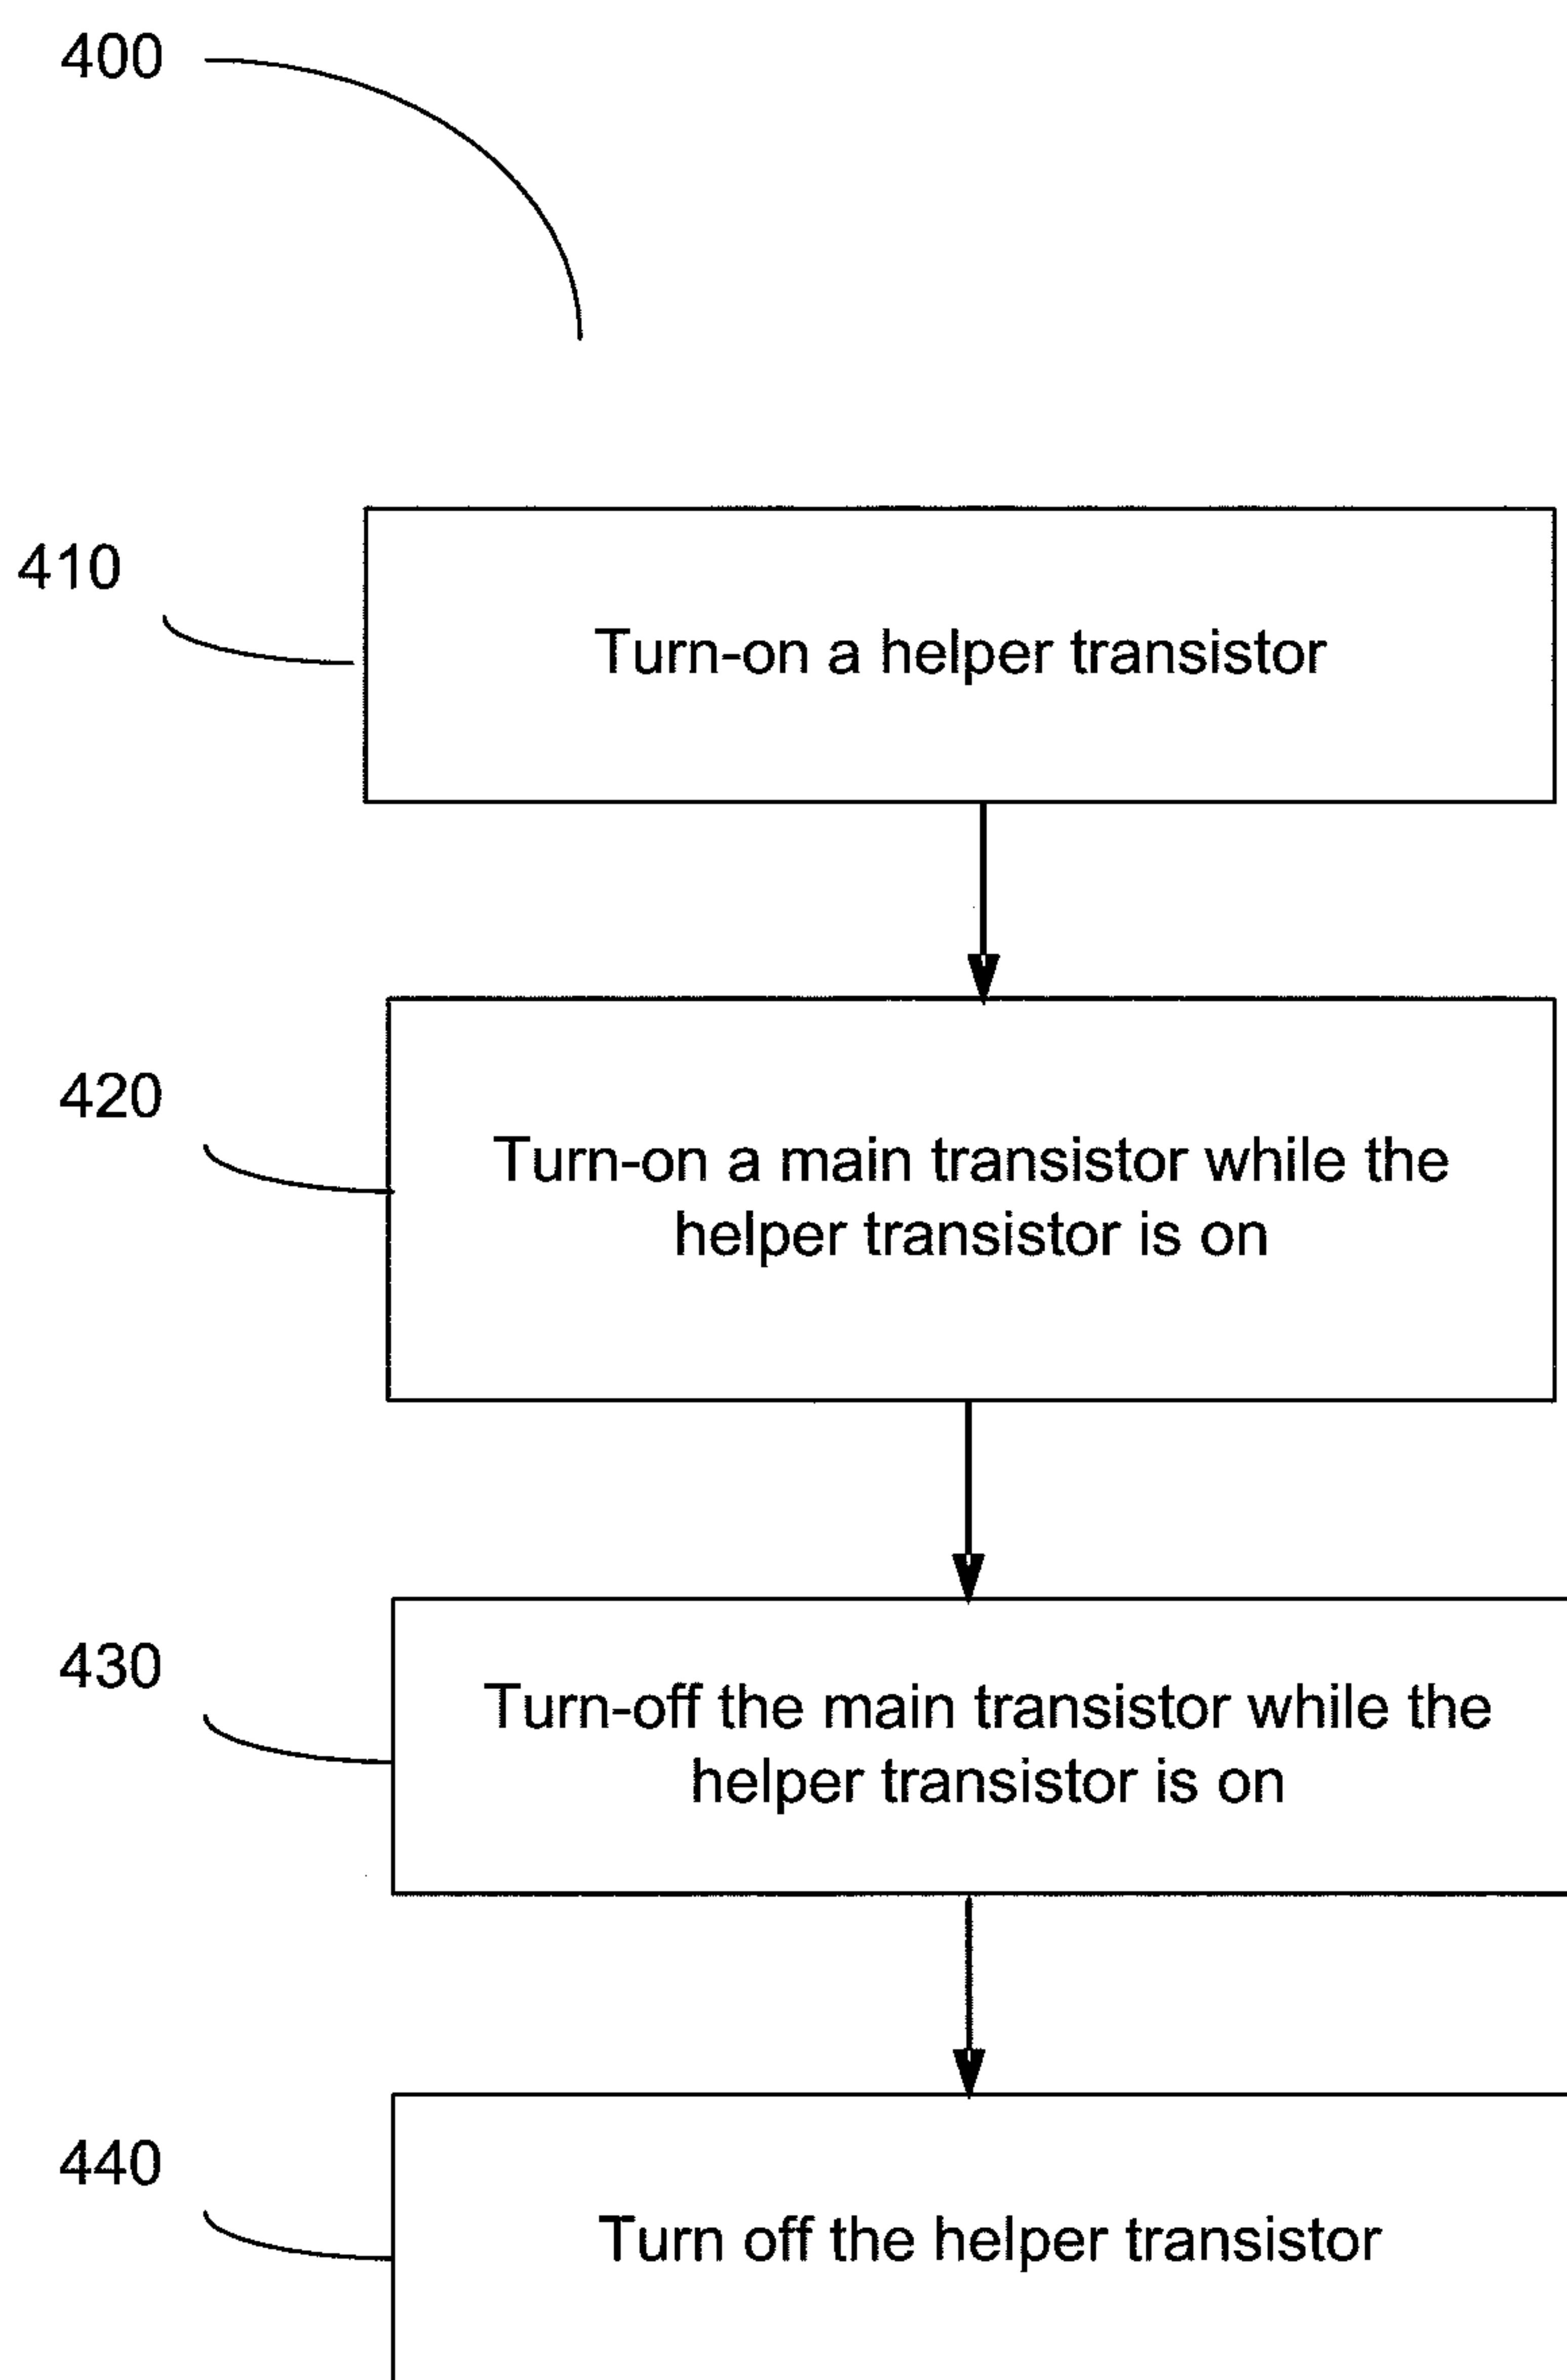 400
410
Turn-on a helper transistor
420
Turn-on a main transistor while the
helper transistor is on
430
Turn-off the main transistor while the
helper transistor is on
440
Turn off the helper transistor